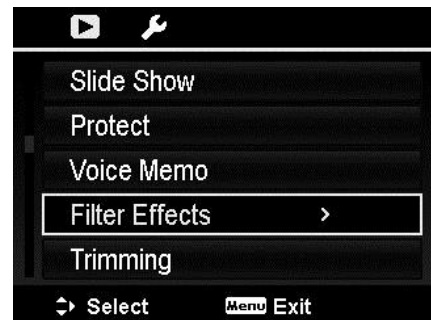 Slide Show
Protect
Voice Memo
Filter Effects
Trimming
Select Menu Exit